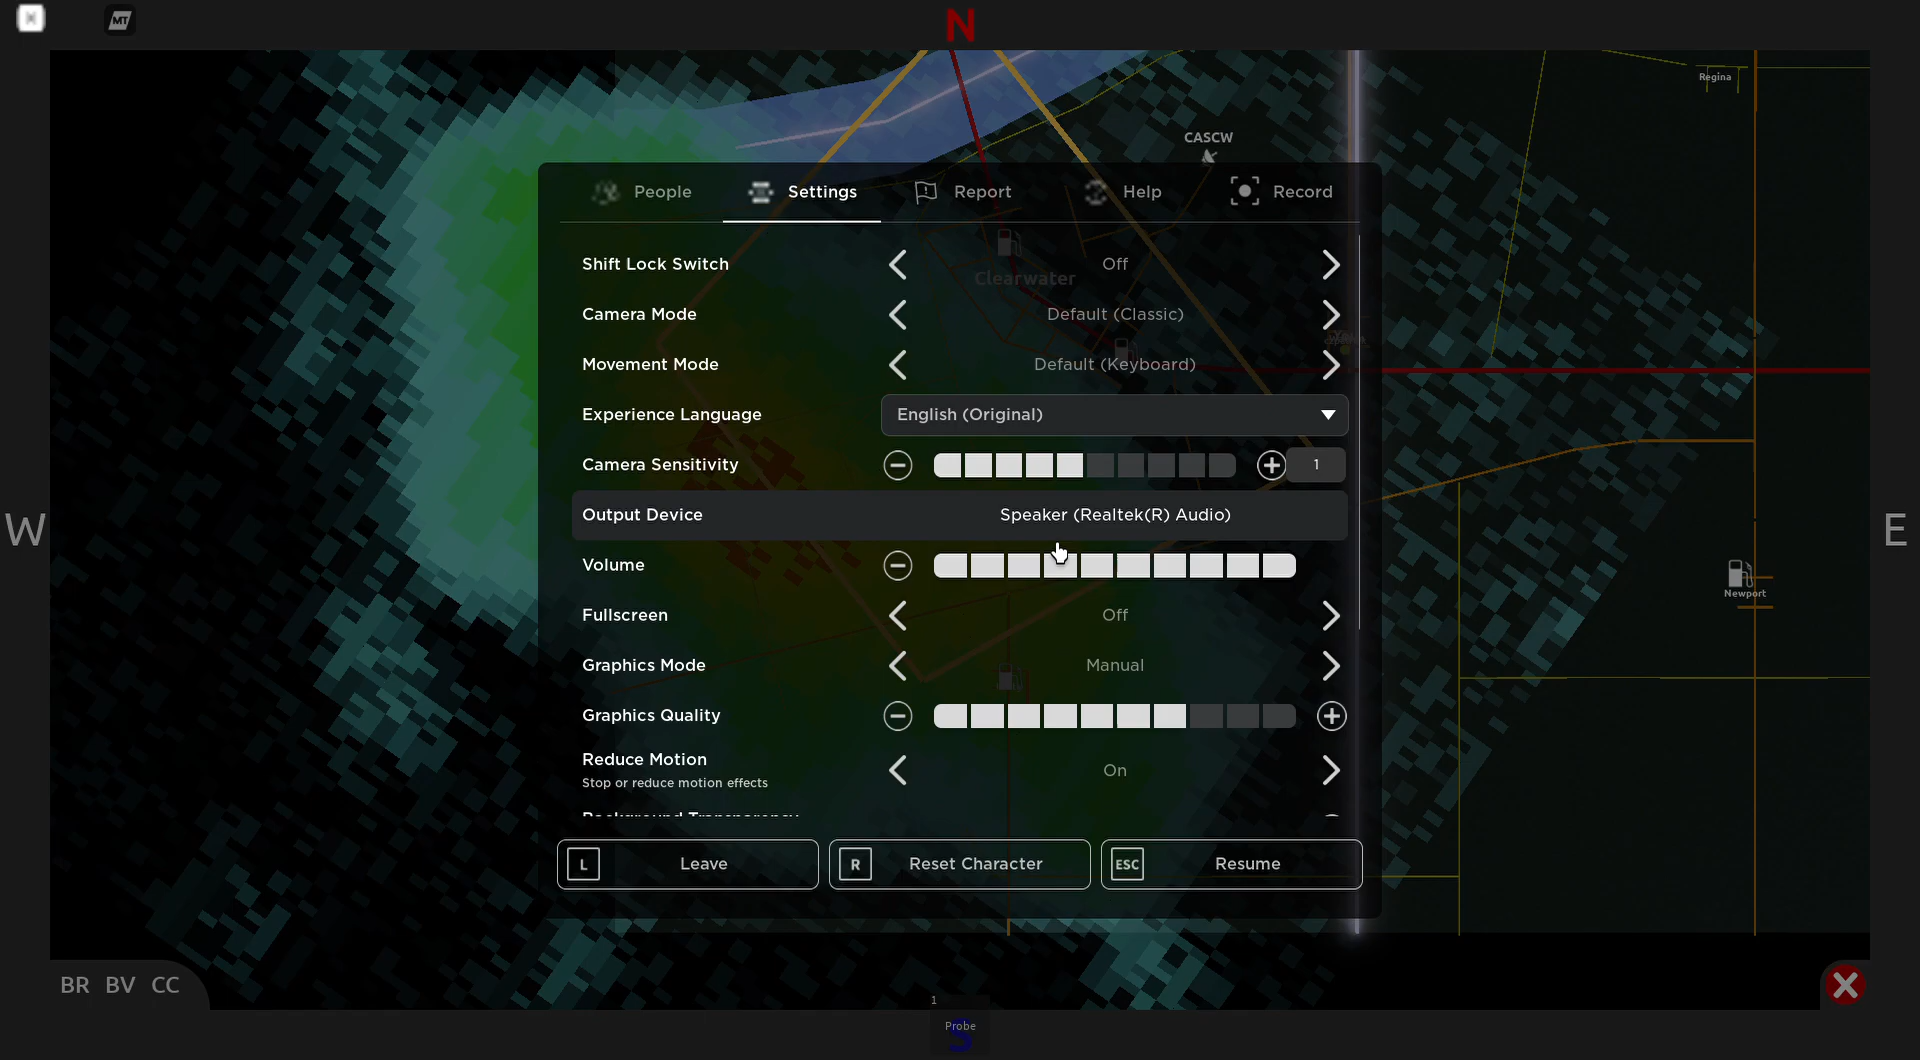 MT
N
Regina
CASCW
People Settings Report Help Record
Shift Lock Switch Off
Clearwater
Camera Mode Default (Classic)
Movement Mode Default (Keyboard)
Experience Language English (Original)
Camera Sensitivity 1
Output Device Speaker (Realtek(R) Audio)
W E
Volume
Newport
Fullscreen Off
Graphics Mode Manual
Graphics Quality
Reduce Motion On
Stop or reduce motion effects
Background Transparency
L Leave R Reset Character ESC Resume
BR BV CC
1
Probe
S